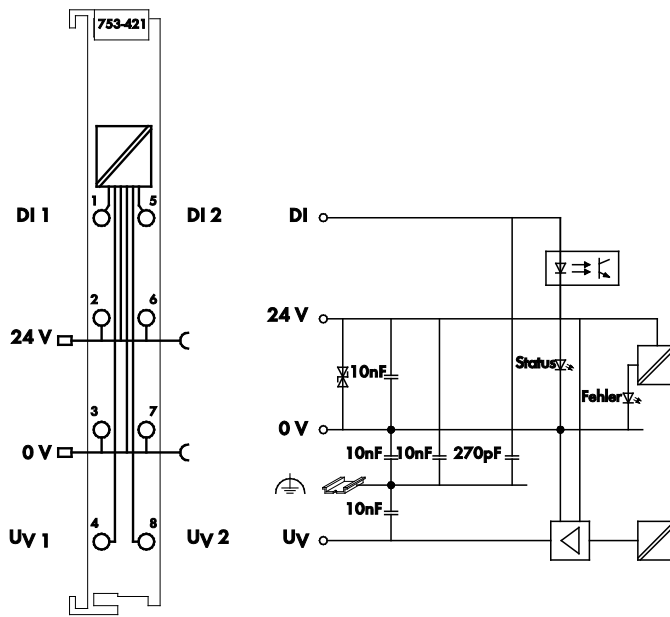 753-421
1 5
DI 1 DI 2 DI
2 6
24 V 24 V
Status
10nF
Fehler
3 7
0 V 0 V
10nF 10nF 270pF
10nF
4 8
UV 1 UV 2 UV